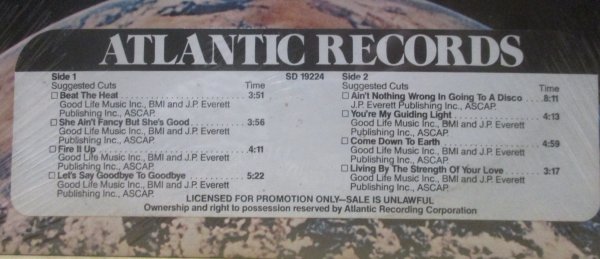 ATLANTIC RECORDS
Side 1 SD 19224
Suggested Cuts Time
Beat The Heat 3:51
Good Life Music Inc., BMI and J.P. Everett
Publishing Inc., ASCAP.
She Ain't Fancy But She's Good 3:56
Good Life Music Inc., BMI and J.P. Everett
Publishing Inc., ASCAP.
Fire It Up 4:11
Good Life Music Inc., BMI and J.P. Everett
Publishing Inc., ASCAP.
Let's Say Goodbye To Goodbye 5:22
Good Life Music Inc., BMI and J.P. Everett
Publishing Inc., ASCAP.
Side 2
Suggested Cuts Time
Ain't Nothing Wrong In Going To A Disco 8:11
J.P. Everett Publishing Inc., ASCAP.
You're My Guiding Light 4:13
Good Life Music Inc., BMI and J.P. Everett
Publishing Inc., ASCAP.
Come Down To Earth 4:59
Good Life Music Inc., BMI and J.P. Everett
Publishing Inc., ASCAP.
Living By The Strength Of Your Love 3:17
Good Life Music Inc., BMI and J.P. Everett
Publishing Inc., ASCAP.
LICENSED FOR PROMOTION ONLY—SALE IS UNLAWFUL
Ownership and right to possession reserved by Atlantic Recording Corporation